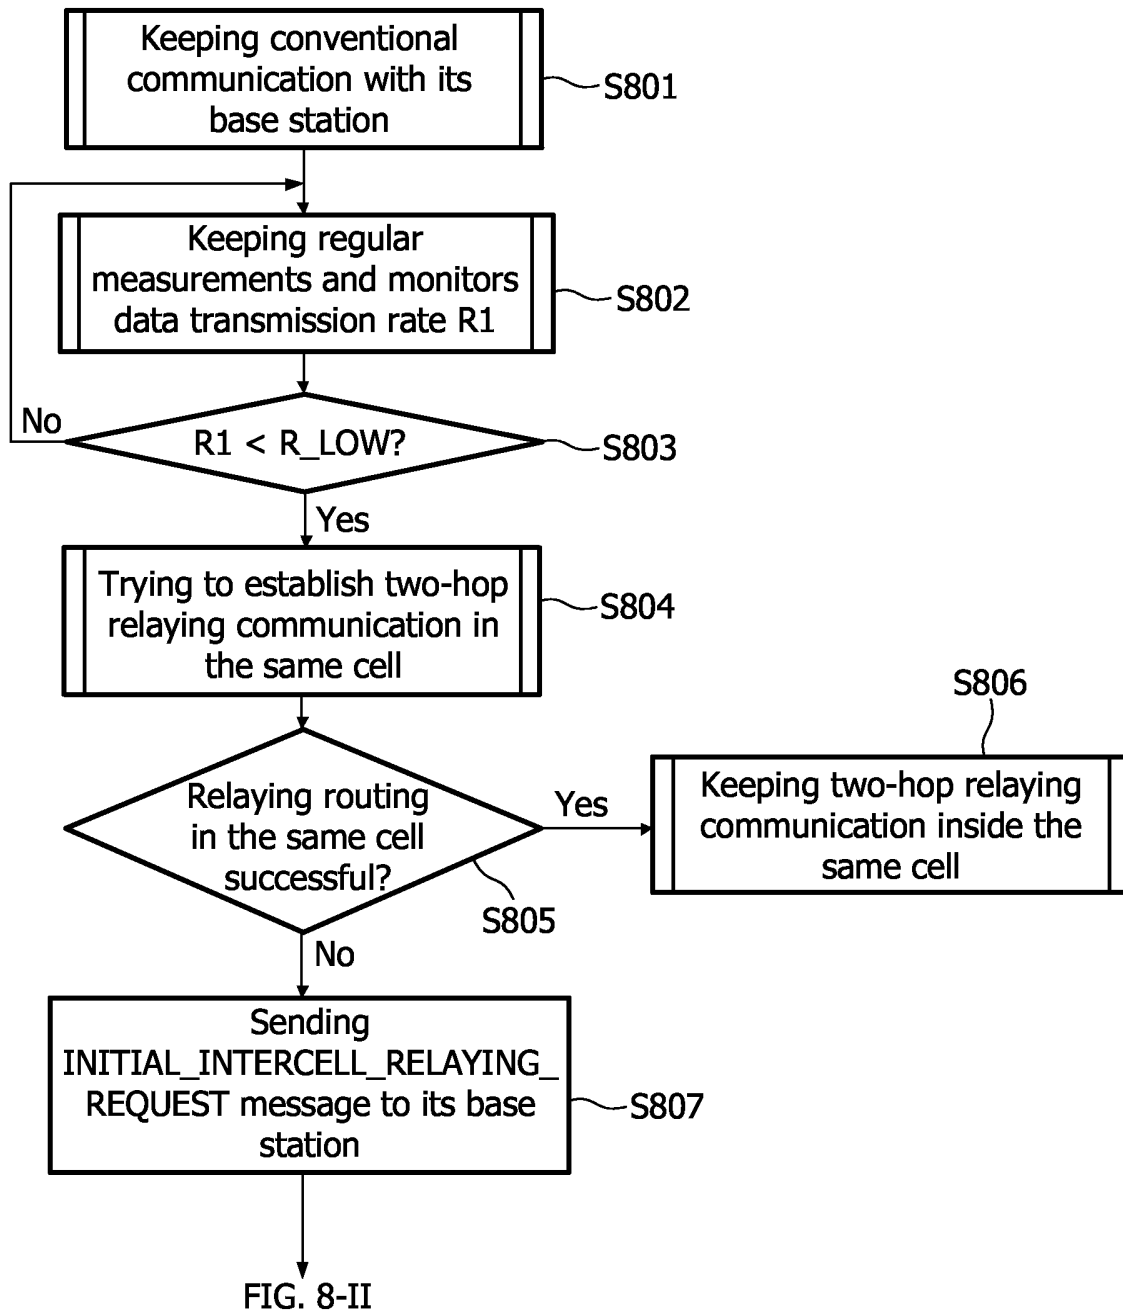 Keeping conventional
communication with its
base station
S801
Keeping regular
measurements and monitors
data transmission rate R1
S802
No
R1 < R_LOW?
S803
Yes
Trying to establish two-hop
relaying communication in
the same cell
S804
S806
Relaying routing
in the same cell
successful?
Yes
Keeping two-hop relaying
communication inside the
same cell
S805
No
Sending
INITIAL_INTERCELL_RELAYING_
REQUEST message to its base
station
S807
FIG. 8-II